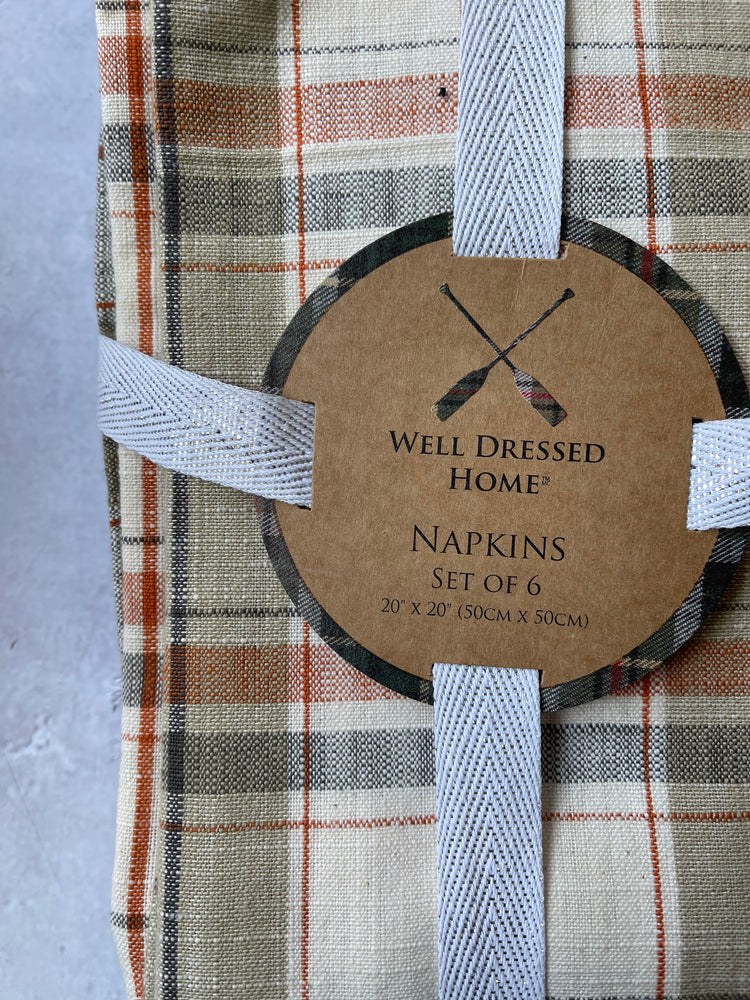 WELL DRESSED
HOME™
NAPKINS
SET OF 6
20" X 20" (50CM X 50CM)